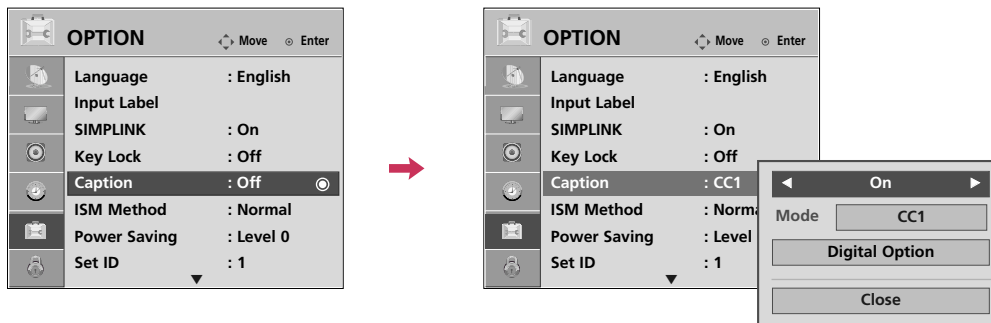 OPTION Move Enter
Language : English
Input Label
SIMPLINK : On
Key Lock : Off
Caption : Off
ISM Method : Normal
Power Saving : Level 0
Set ID : 1
OPTION Move Enter
Language : English
Input Label
SIMPLINK : On
Key Lock : Off
Caption : CC1
ISM Method : Norma
Power Saving : Level
Set ID : 1
On
Mode CC1
Digital Option
Close